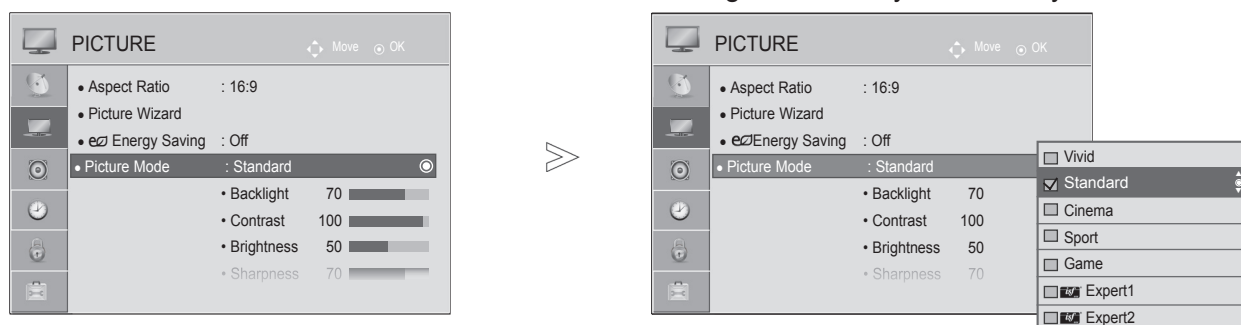 PICTURE
Move OK
• Aspect Ratio : 16:9
• Picture Wizard
• Energy Saving : Off
• Picture Mode : Standard
• Backlight 70
• Contrast 100
• Brightness 50
• Sharpness 70
PICTURE
Move OK
• Aspect Ratio : 16:9
• Picture Wizard
• Energy Saving : Off
• Picture Mode : Standard
• Backlight 70
• Contrast 100
• Brightness 50
• Sharpness 70
Vivid
Standard
Cinema
Sport
Game
isf Expert1
isf Expert2